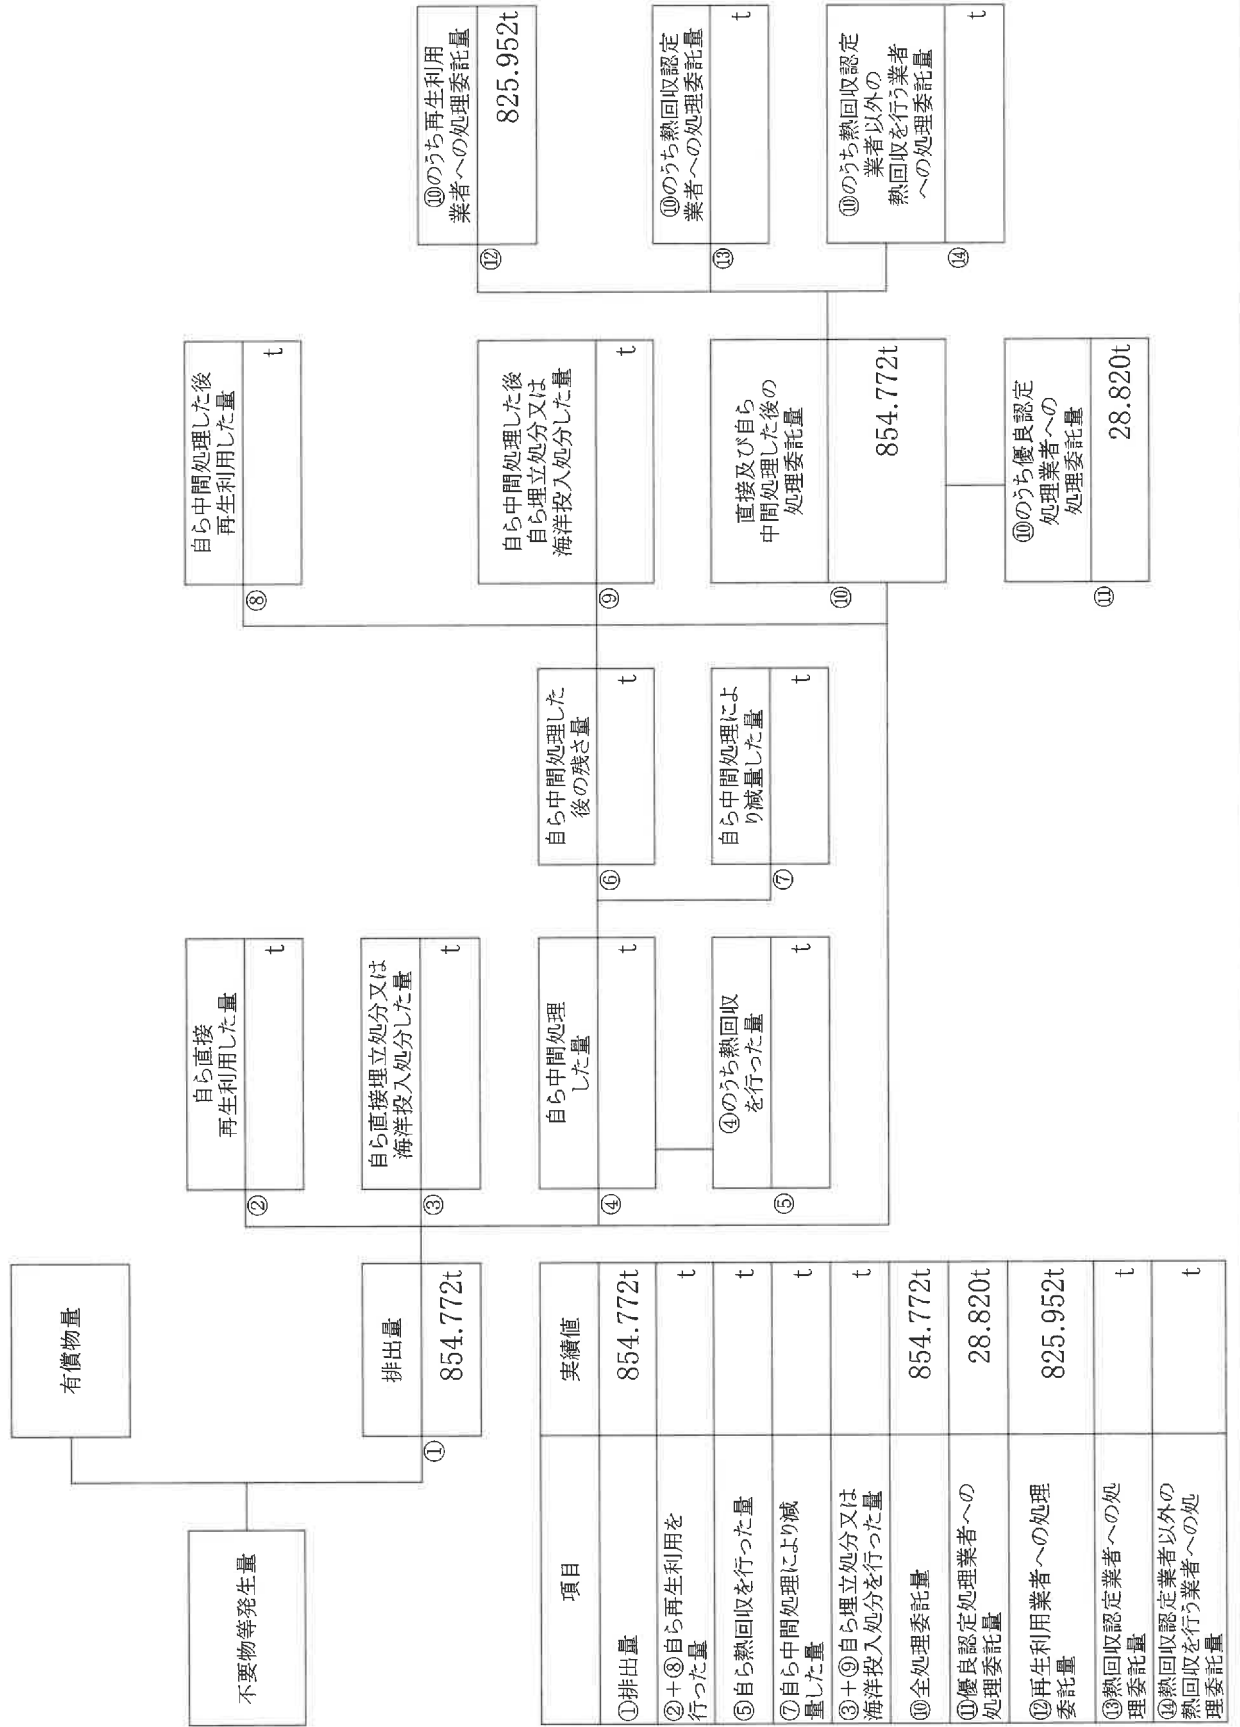 不要物等発生量
有償物量
①
排出量
854.772t
②
自ら直接
再生利用した量
t
③
自ら直接埋立処分又は
海洋投入処分した量
t
④
自ら中間処理
した量
t
⑤
④のうち熱回収
を行った量
t
⑥
自ら中間処理した
後の残さ量
t
⑦
自ら中間処理によ
り減量した量
t
⑧
自ら中間処理した後
再生利用した量
t
⑨
自ら中間処理した後
自ら埋立処分又は
海洋投入処分した量
t
⑩
直接及び自ら
中間処理した後の
処理委託量
854.772t
⑪
⑩のうち優良認定
処理業者への
処理委託量
28.820t
⑫
⑩のうち再生利用
業者への処理委託量
825.952t
⑬
⑩のうち熱回収認定
業者への処理委託量
t
⑭
⑩のうち熱回収認定
業者以外の
熱回収を行う業者
への処理委託量
t
項目
実績値
①排出量
854.772t
②+⑧自ら再生利用を
行った量
t
⑤自ら熱回収を行った量
t
⑦自ら中間処理により減
量した量
t
③+⑨自ら埋立処分又は
海洋投入処分を行った量
t
⑩全処理委託量
854.772t
⑪優良認定処理業者への
処理委託量
28.820t
⑫再生利用業者への処理
委託量
825.952t
⑬熱回収認定業者への処
理委託量
t
⑭熱回収認定業者以外の
熱回収を行う業者への処
理委託量
t